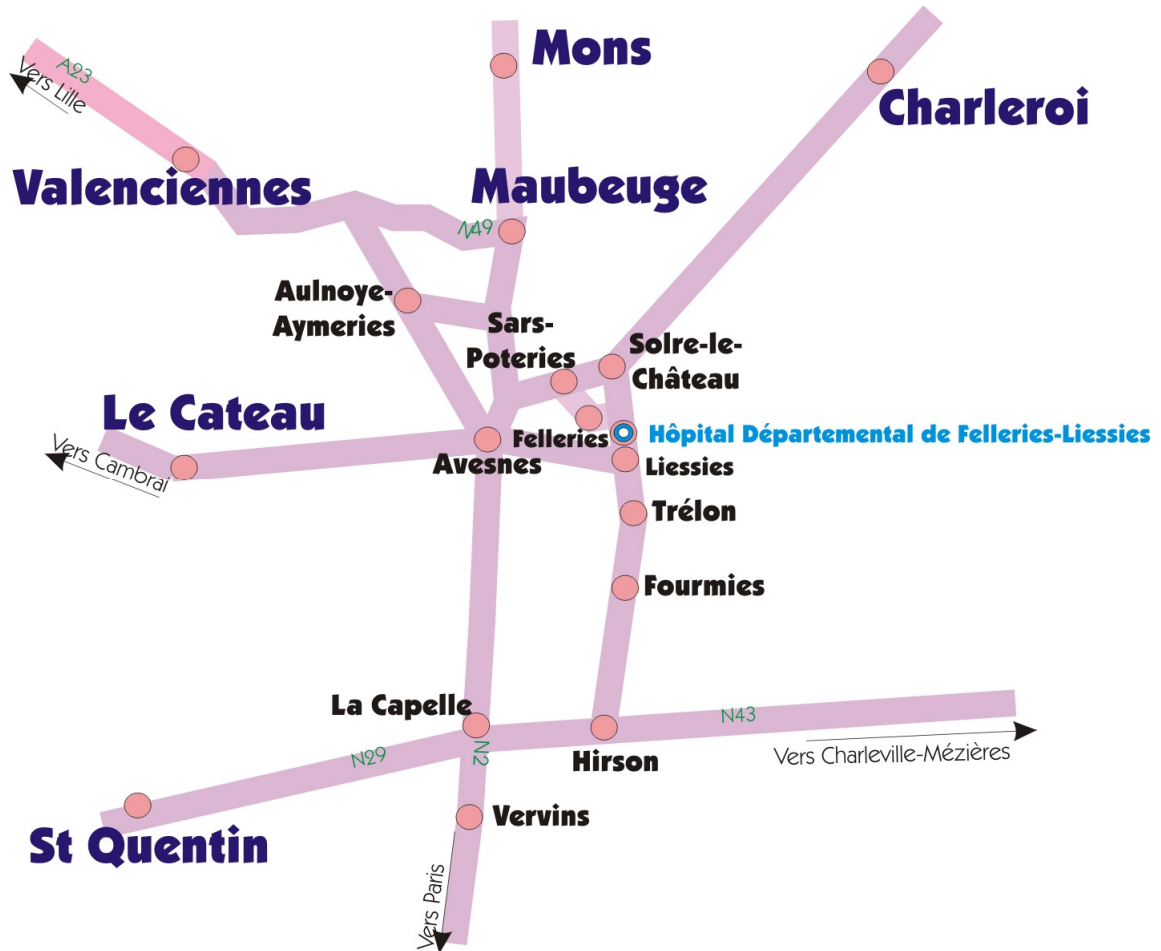 Mons
Charleroi
A23
Vers Lille
Valenciennes
Maubeuge
N49
Aulnoye-
Aymeries
Sars-
Poteries
Solre-le-
Château
Le Cateau
Vers Cambrai
Felleries
Hôpital Départemental de Felleries-Liessies
Avesnes
Liessies
Trélon
Fourmies
La Capelle
N43
N29
N2
Hirson
Vers Charleville-Mézières
Vervins
St Quentin
Vers Paris